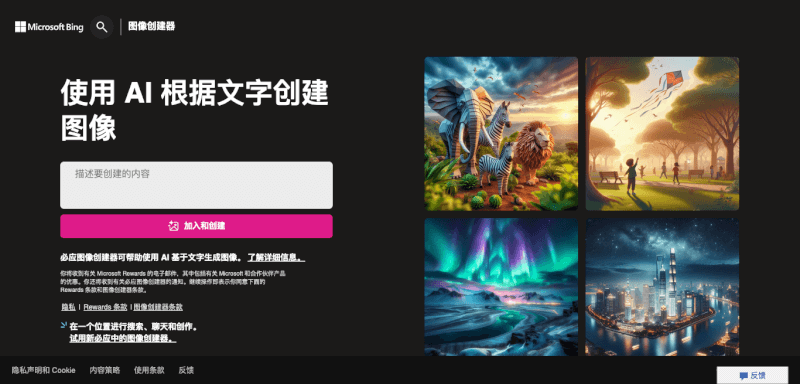 Microsoft Bing
图像创建器
使用 AI 根据文字创建
图像
描述要创建的内容
加入和创建
必应图像创建器可帮助使用 AI 基于文字生成图像。 了解详细信息。
你将收到有关 Microsoft Rewards 的电子邮件，其中包括有关 Microsoft 和合作伙伴产品
的优惠。你还将收到有关必应图像创建器的通知。继续操作即表示你同意下面的
Rewards 条款和图像创建器条款。
隐私 | Rewards 条款 | 图像创建器条款
在一个位置进行搜索、聊天和创作。
试用新必应中的图像创建器。
隐私声明和 Cookie 内容策略 使用条款 反馈
反馈